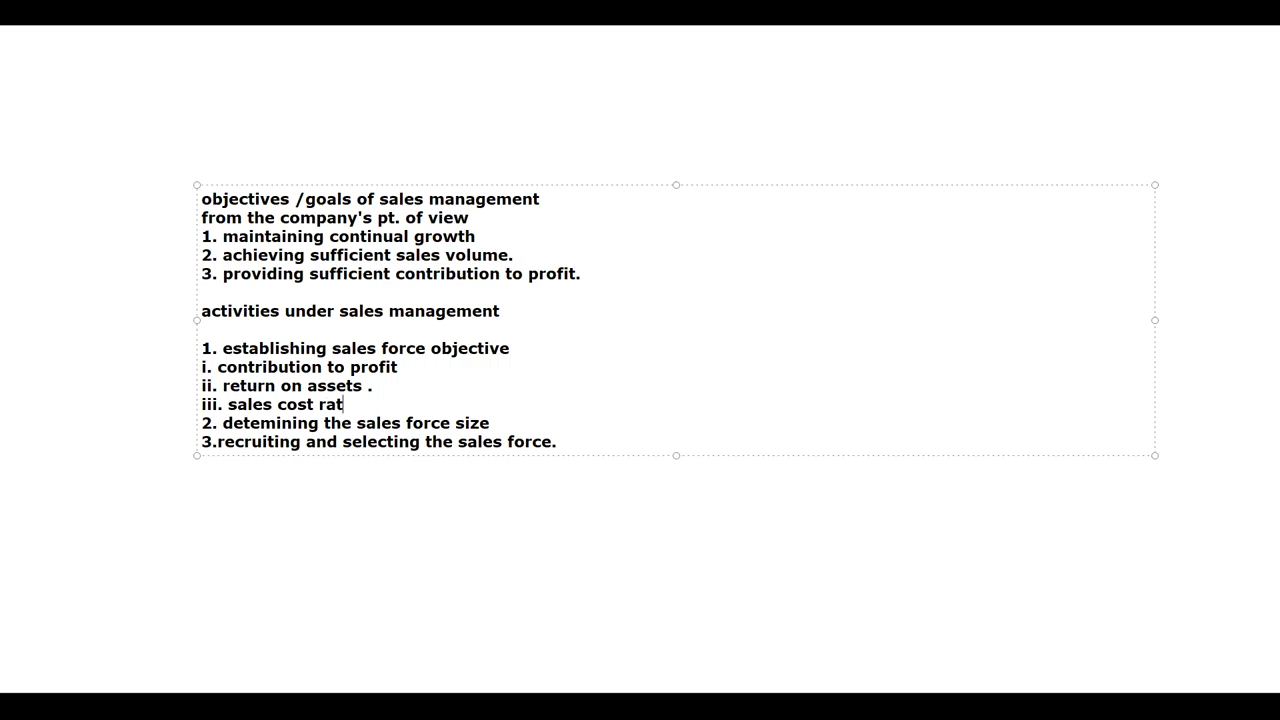 objectives /goals of sales management
from the company's pt. of view
1. maintaining continual growth
2. achieving sufficient sales volume.
3. providing sufficient contribution to profit.
activities under sales management
1. establishing sales force objective
i. contribution to profit
ii. return on assets .
iii. sales cost rat
2. detemining the sales force size
3.recruiting and selecting the sales force.